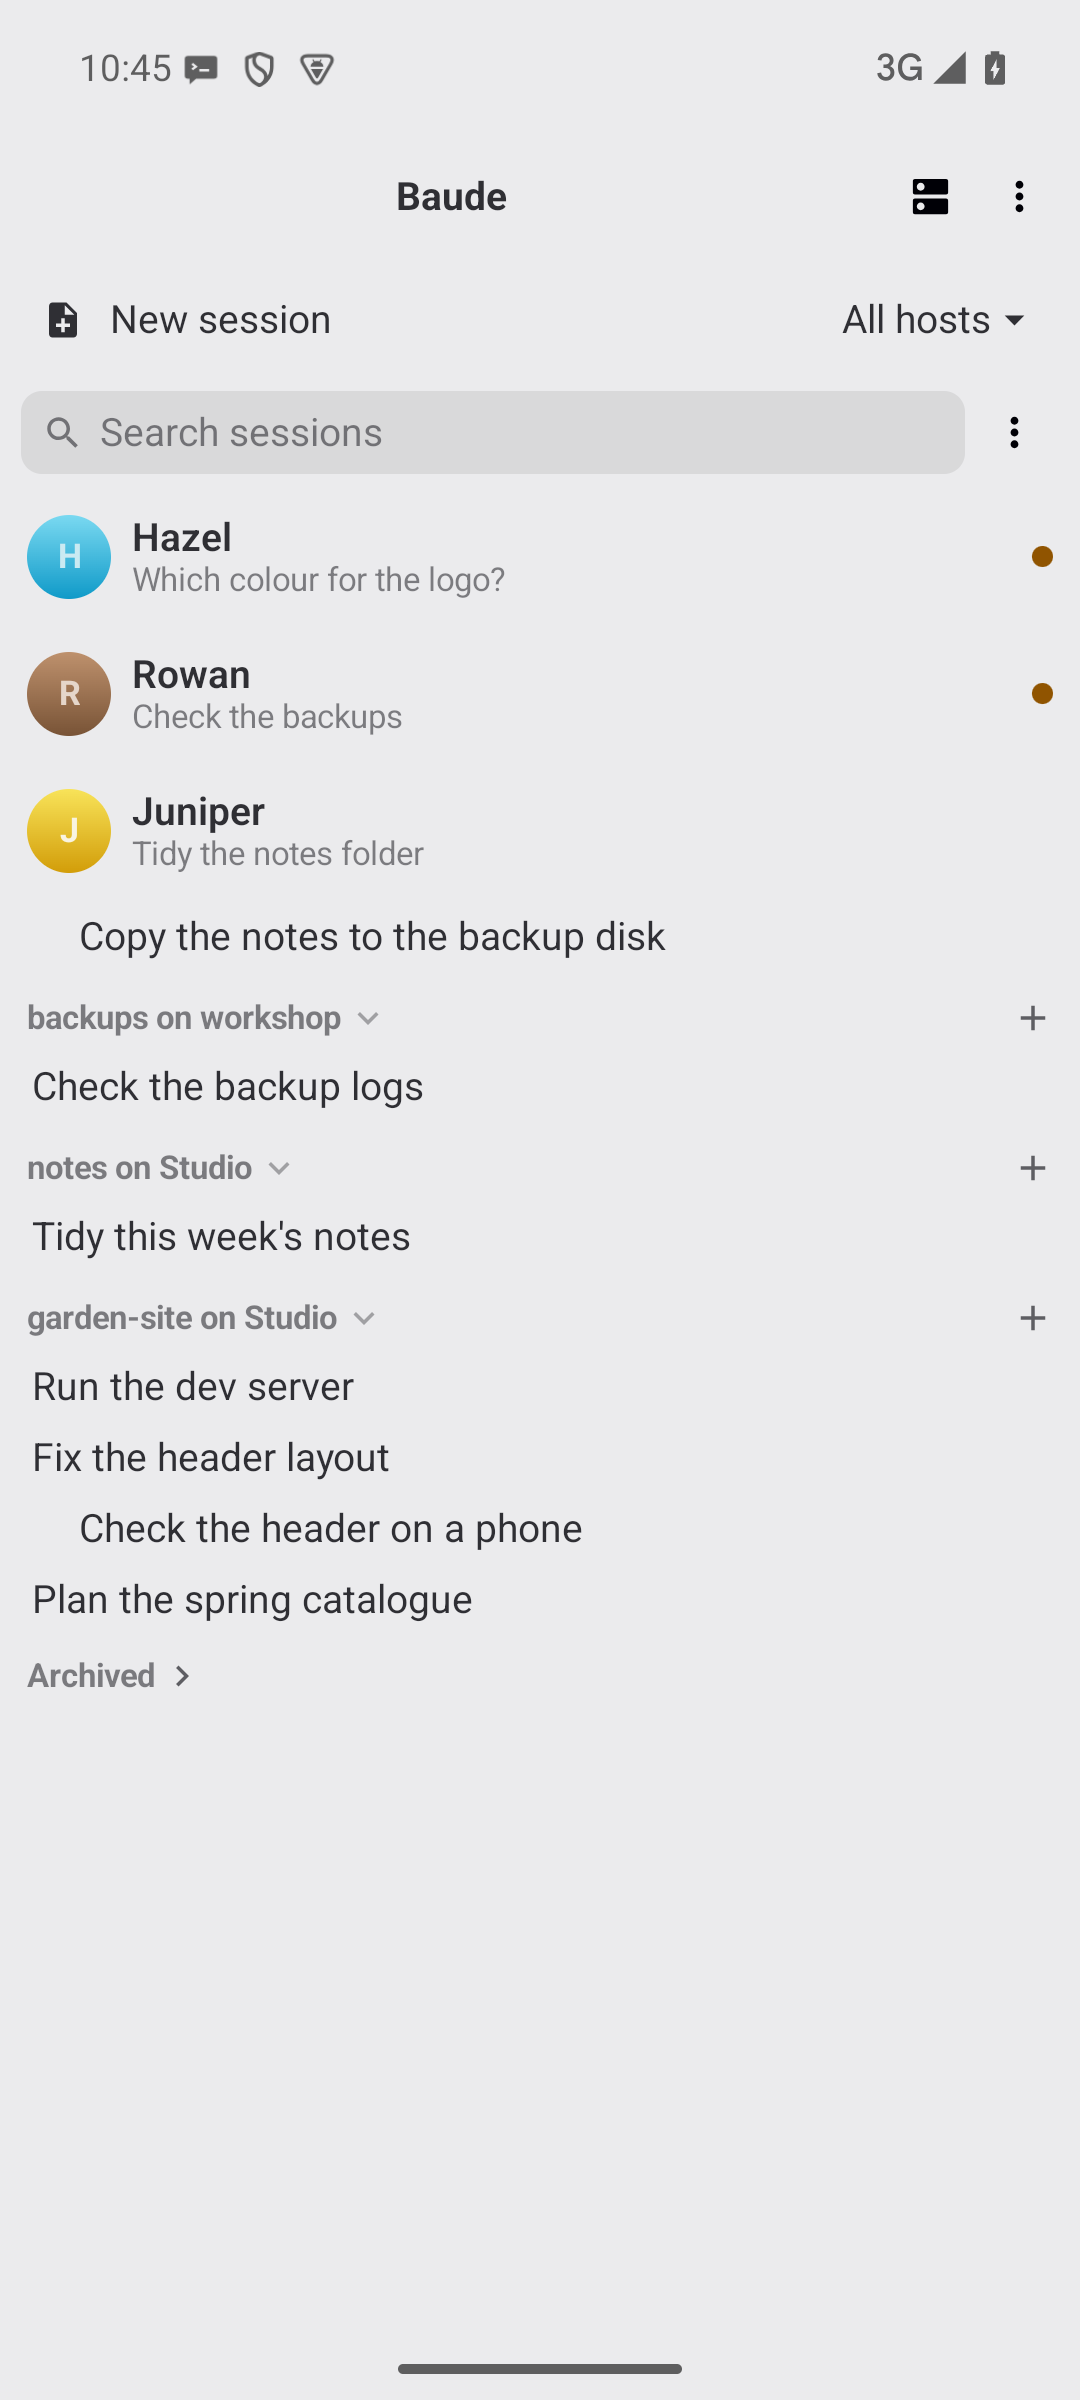 10:45
3G
Baude
New session
All hosts
Search sessions
H
Hazel
Which colour for the logo?
R
Rowan
Check the backups
J
Juniper
Tidy the notes folder
Copy the notes to the backup disk
backups on workshop
Check the backup logs
notes on Studio
Tidy this week's notes
garden-site on Studio
Run the dev server
Fix the header layout
Check the header on a phone
Plan the spring catalogue
Archived